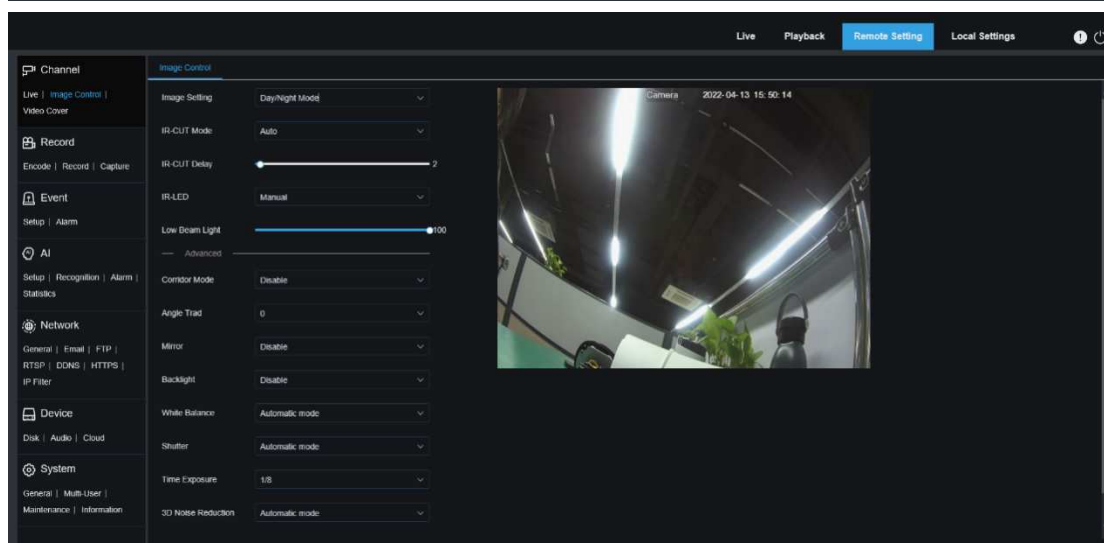 Live Playback Remote Setting Local Settings
Channel
Live | Image Control |
Video Cover
Record
Encode | Record | Capture
Event
Setup | Alarm
AI
Setup | Recognition | Alarm |
Statistics
Network
General | Email | FTP |
RTSP | DDNS | HTTPS |
IP Filter
Device
Disk | Audio | Cloud
System
General | Multi-User |
Maintenance | Information
Image Control
Image Setting Day/Night Mode
IR-CUT Mode Auto
IR-CUT Delay 2
IR-LED Manual
Low Beam Light 100
Advanced
Corridor Mode Disable
Angle Trad 0
Mirror Disable
Backlight Disable
White Balance Automatic mode
Shutter Automatic mode
Time Exposure 1/8
3D Noise Reduction Automatic mode
Camera 2022-04-13 15:50:14